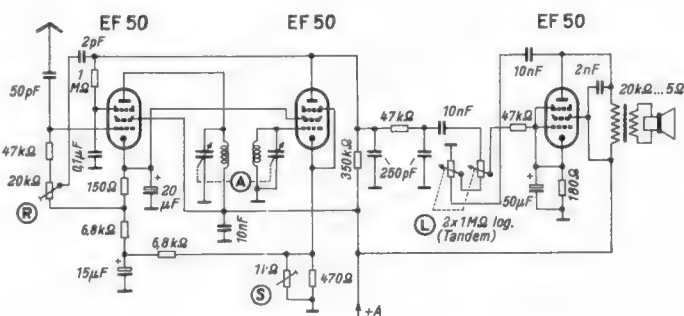 EF 50
EF 50
EF 50
2pF
1 MΩ
50pF
47kΩ
0,1µF
20kΩ
R
150Ω
20 µF
6,8kΩ
15µF
6,8kΩ
A
10nF
1kΩ
S
470Ω
350kΩ
47kΩ
250pF
10nF
L
2x1MΩ log.
(Tandem)
+A
10nF
47kΩ
50µF
180Ω
2nF
20kΩ...5Ω